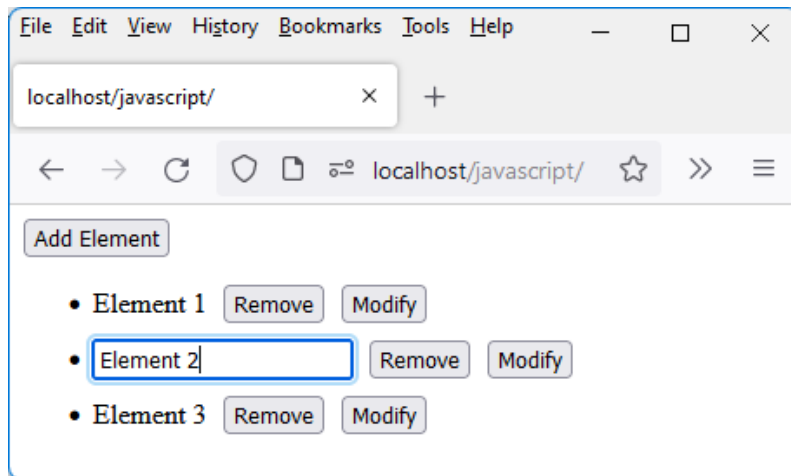 File Edit View History Bookmarks Tools Help
localhost/javascript/
localhost/javascript/
Add Element
• Element 1 Remove Modify
• Element 2 Remove Modify
• Element 3 Remove Modify